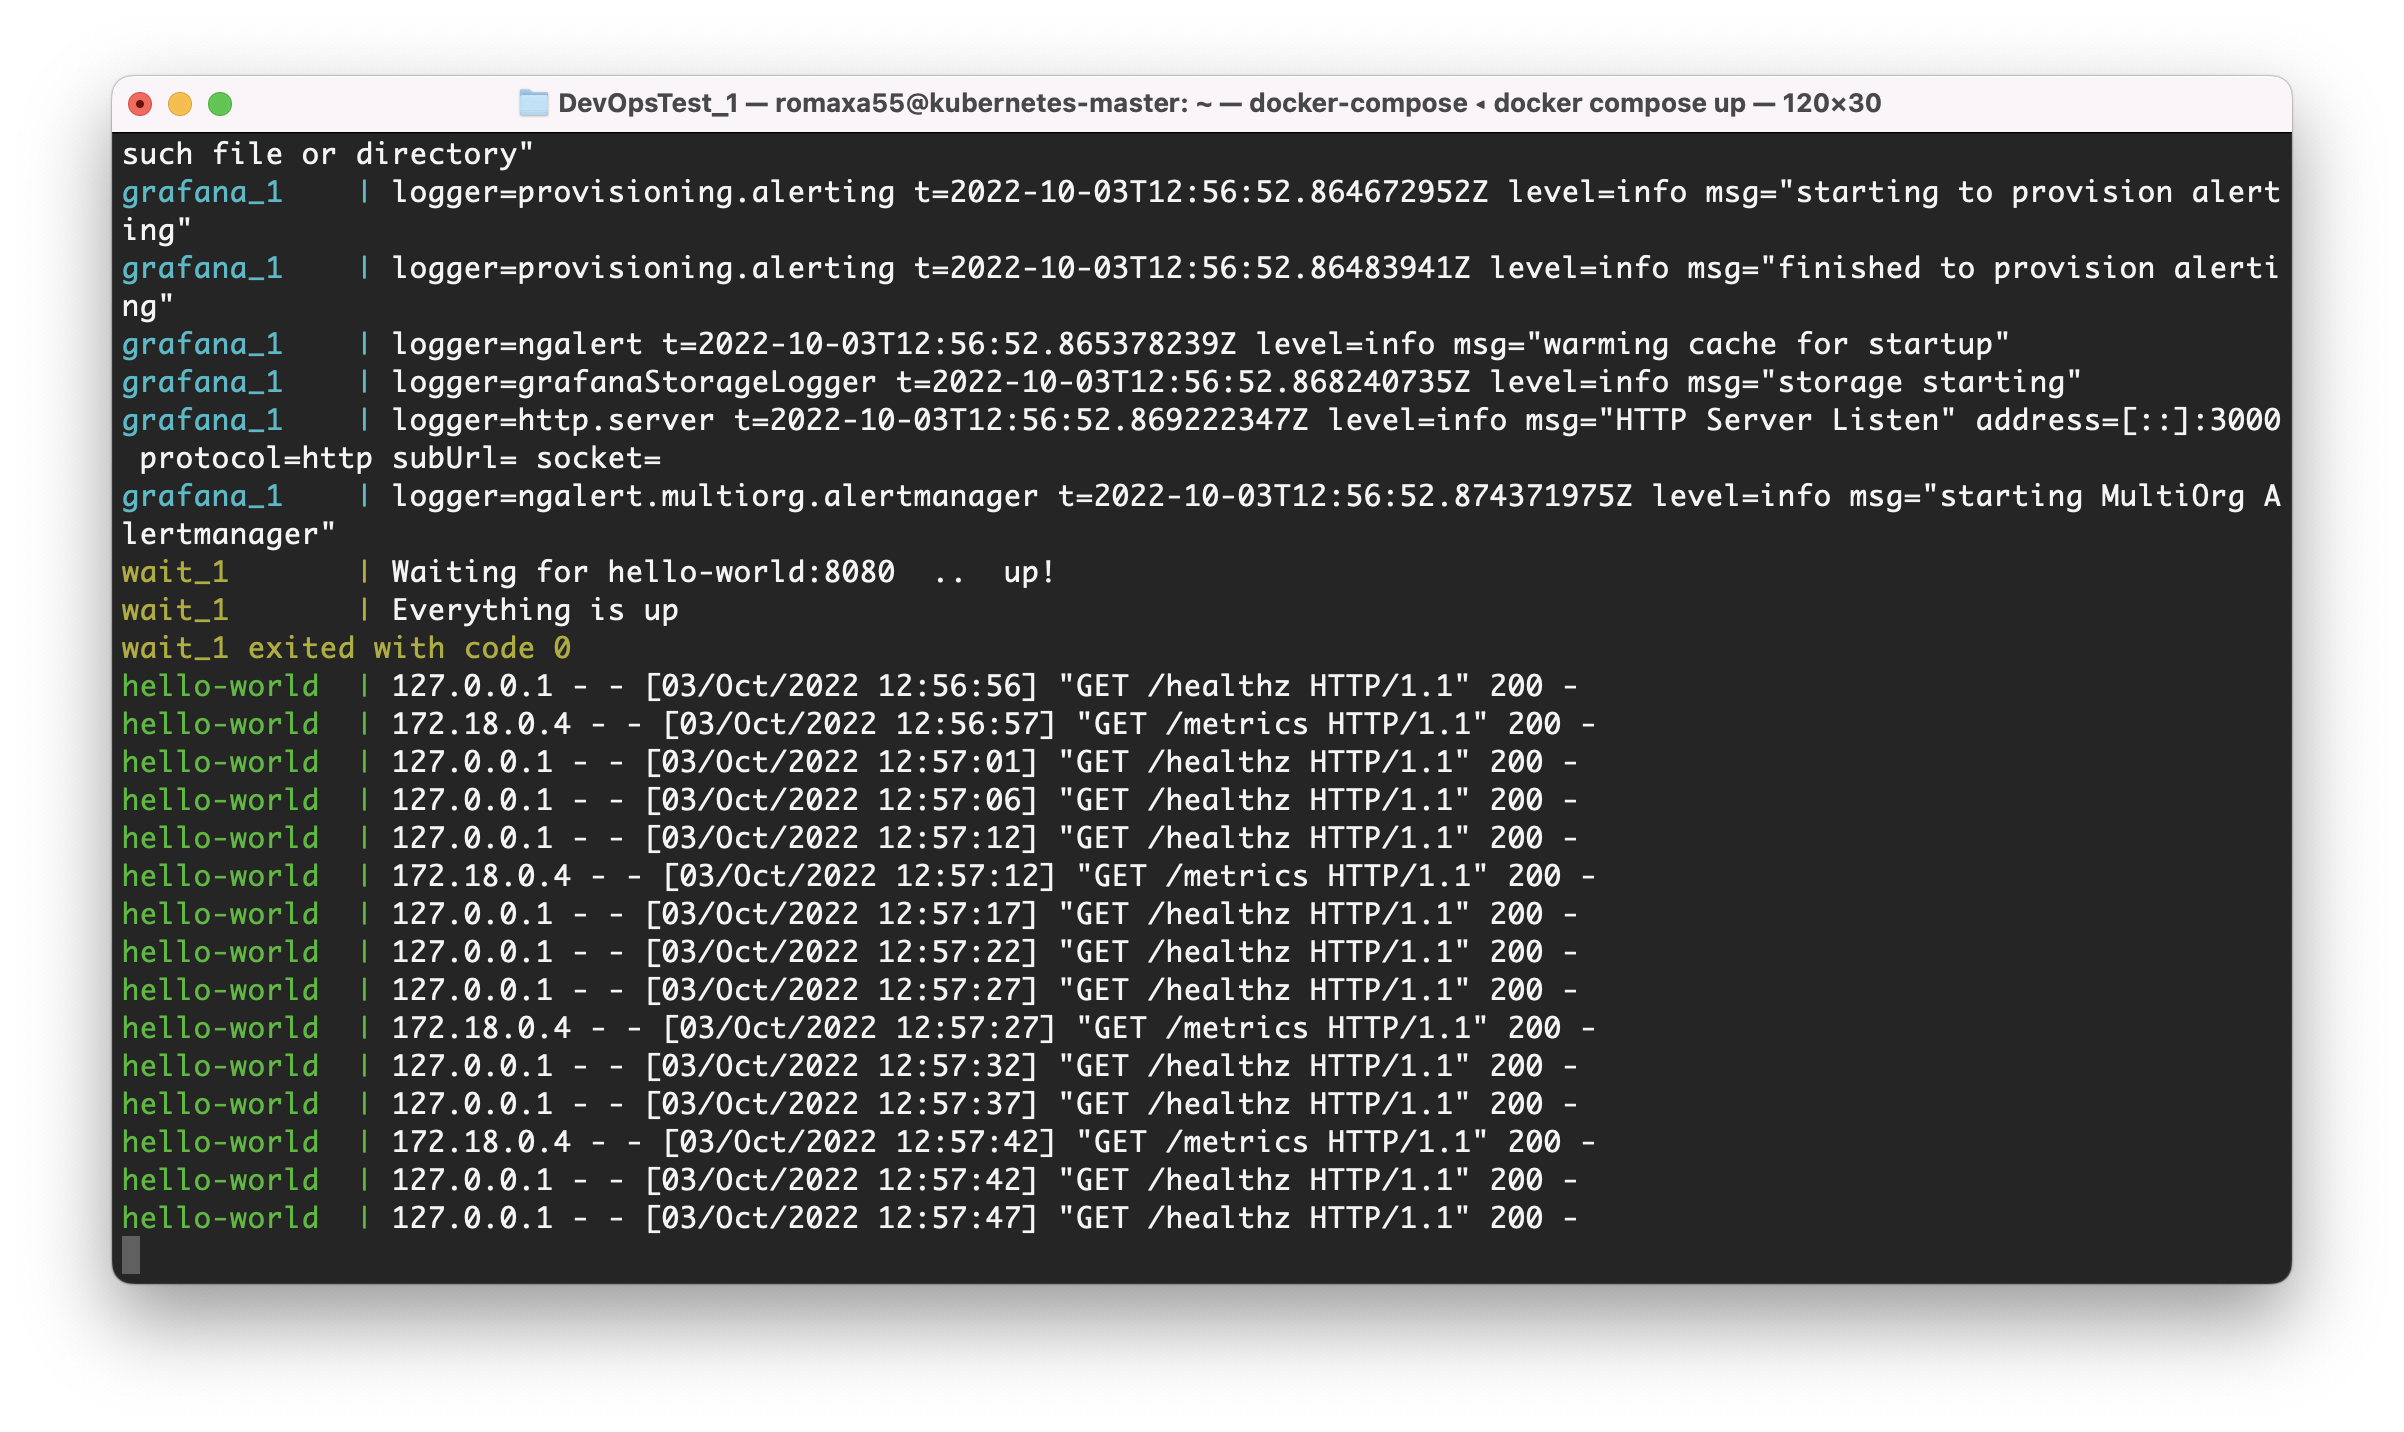 DevOpsTest_1 — romaxa55@kubernetes-master: ~ — docker-compose ◂ docker compose up — 120×30
such file or directory"
grafana_1    | logger=provisioning.alerting t=2022-10-03T12:56:52.864672952Z level=info msg="starting to provision alert
ing"
grafana_1    | logger=provisioning.alerting t=2022-10-03T12:56:52.86483941Z level=info msg="finished to provision alerti
ng"
grafana_1    | logger=ngalert t=2022-10-03T12:56:52.865378239Z level=info msg="warming cache for startup"
grafana_1    | logger=grafanaStorageLogger t=2022-10-03T12:56:52.868240735Z level=info msg="storage starting"
grafana_1    | logger=http.server t=2022-10-03T12:56:52.869222347Z level=info msg="HTTP Server Listen" address=[::]:3000
 protocol=http subUrl= socket=
grafana_1    | logger=ngalert.multiorg.alertmanager t=2022-10-03T12:56:52.874371975Z level=info msg="starting MultiOrg A
lertmanager"
wait_1       | Waiting for hello-world:8080  ..  up!
wait_1       | Everything is up
wait_1 exited with code 0
hello-world  | 127.0.0.1 - - [03/Oct/2022 12:56:56] "GET /healthz HTTP/1.1" 200 -
hello-world  | 172.18.0.4 - - [03/Oct/2022 12:56:57] "GET /metrics HTTP/1.1" 200 -
hello-world  | 127.0.0.1 - - [03/Oct/2022 12:57:01] "GET /healthz HTTP/1.1" 200 -
hello-world  | 127.0.0.1 - - [03/Oct/2022 12:57:06] "GET /healthz HTTP/1.1" 200 -
hello-world  | 127.0.0.1 - - [03/Oct/2022 12:57:12] "GET /healthz HTTP/1.1" 200 -
hello-world  | 172.18.0.4 - - [03/Oct/2022 12:57:12] "GET /metrics HTTP/1.1" 200 -
hello-world  | 127.0.0.1 - - [03/Oct/2022 12:57:17] "GET /healthz HTTP/1.1" 200 -
hello-world  | 127.0.0.1 - - [03/Oct/2022 12:57:22] "GET /healthz HTTP/1.1" 200 -
hello-world  | 127.0.0.1 - - [03/Oct/2022 12:57:27] "GET /healthz HTTP/1.1" 200 -
hello-world  | 172.18.0.4 - - [03/Oct/2022 12:57:27] "GET /metrics HTTP/1.1" 200 -
hello-world  | 127.0.0.1 - - [03/Oct/2022 12:57:32] "GET /healthz HTTP/1.1" 200 -
hello-world  | 127.0.0.1 - - [03/Oct/2022 12:57:37] "GET /healthz HTTP/1.1" 200 -
hello-world  | 172.18.0.4 - - [03/Oct/2022 12:57:42] "GET /metrics HTTP/1.1" 200 -
hello-world  | 127.0.0.1 - - [03/Oct/2022 12:57:42] "GET /healthz HTTP/1.1" 200 -
hello-world  | 127.0.0.1 - - [03/Oct/2022 12:57:47] "GET /healthz HTTP/1.1" 200 -